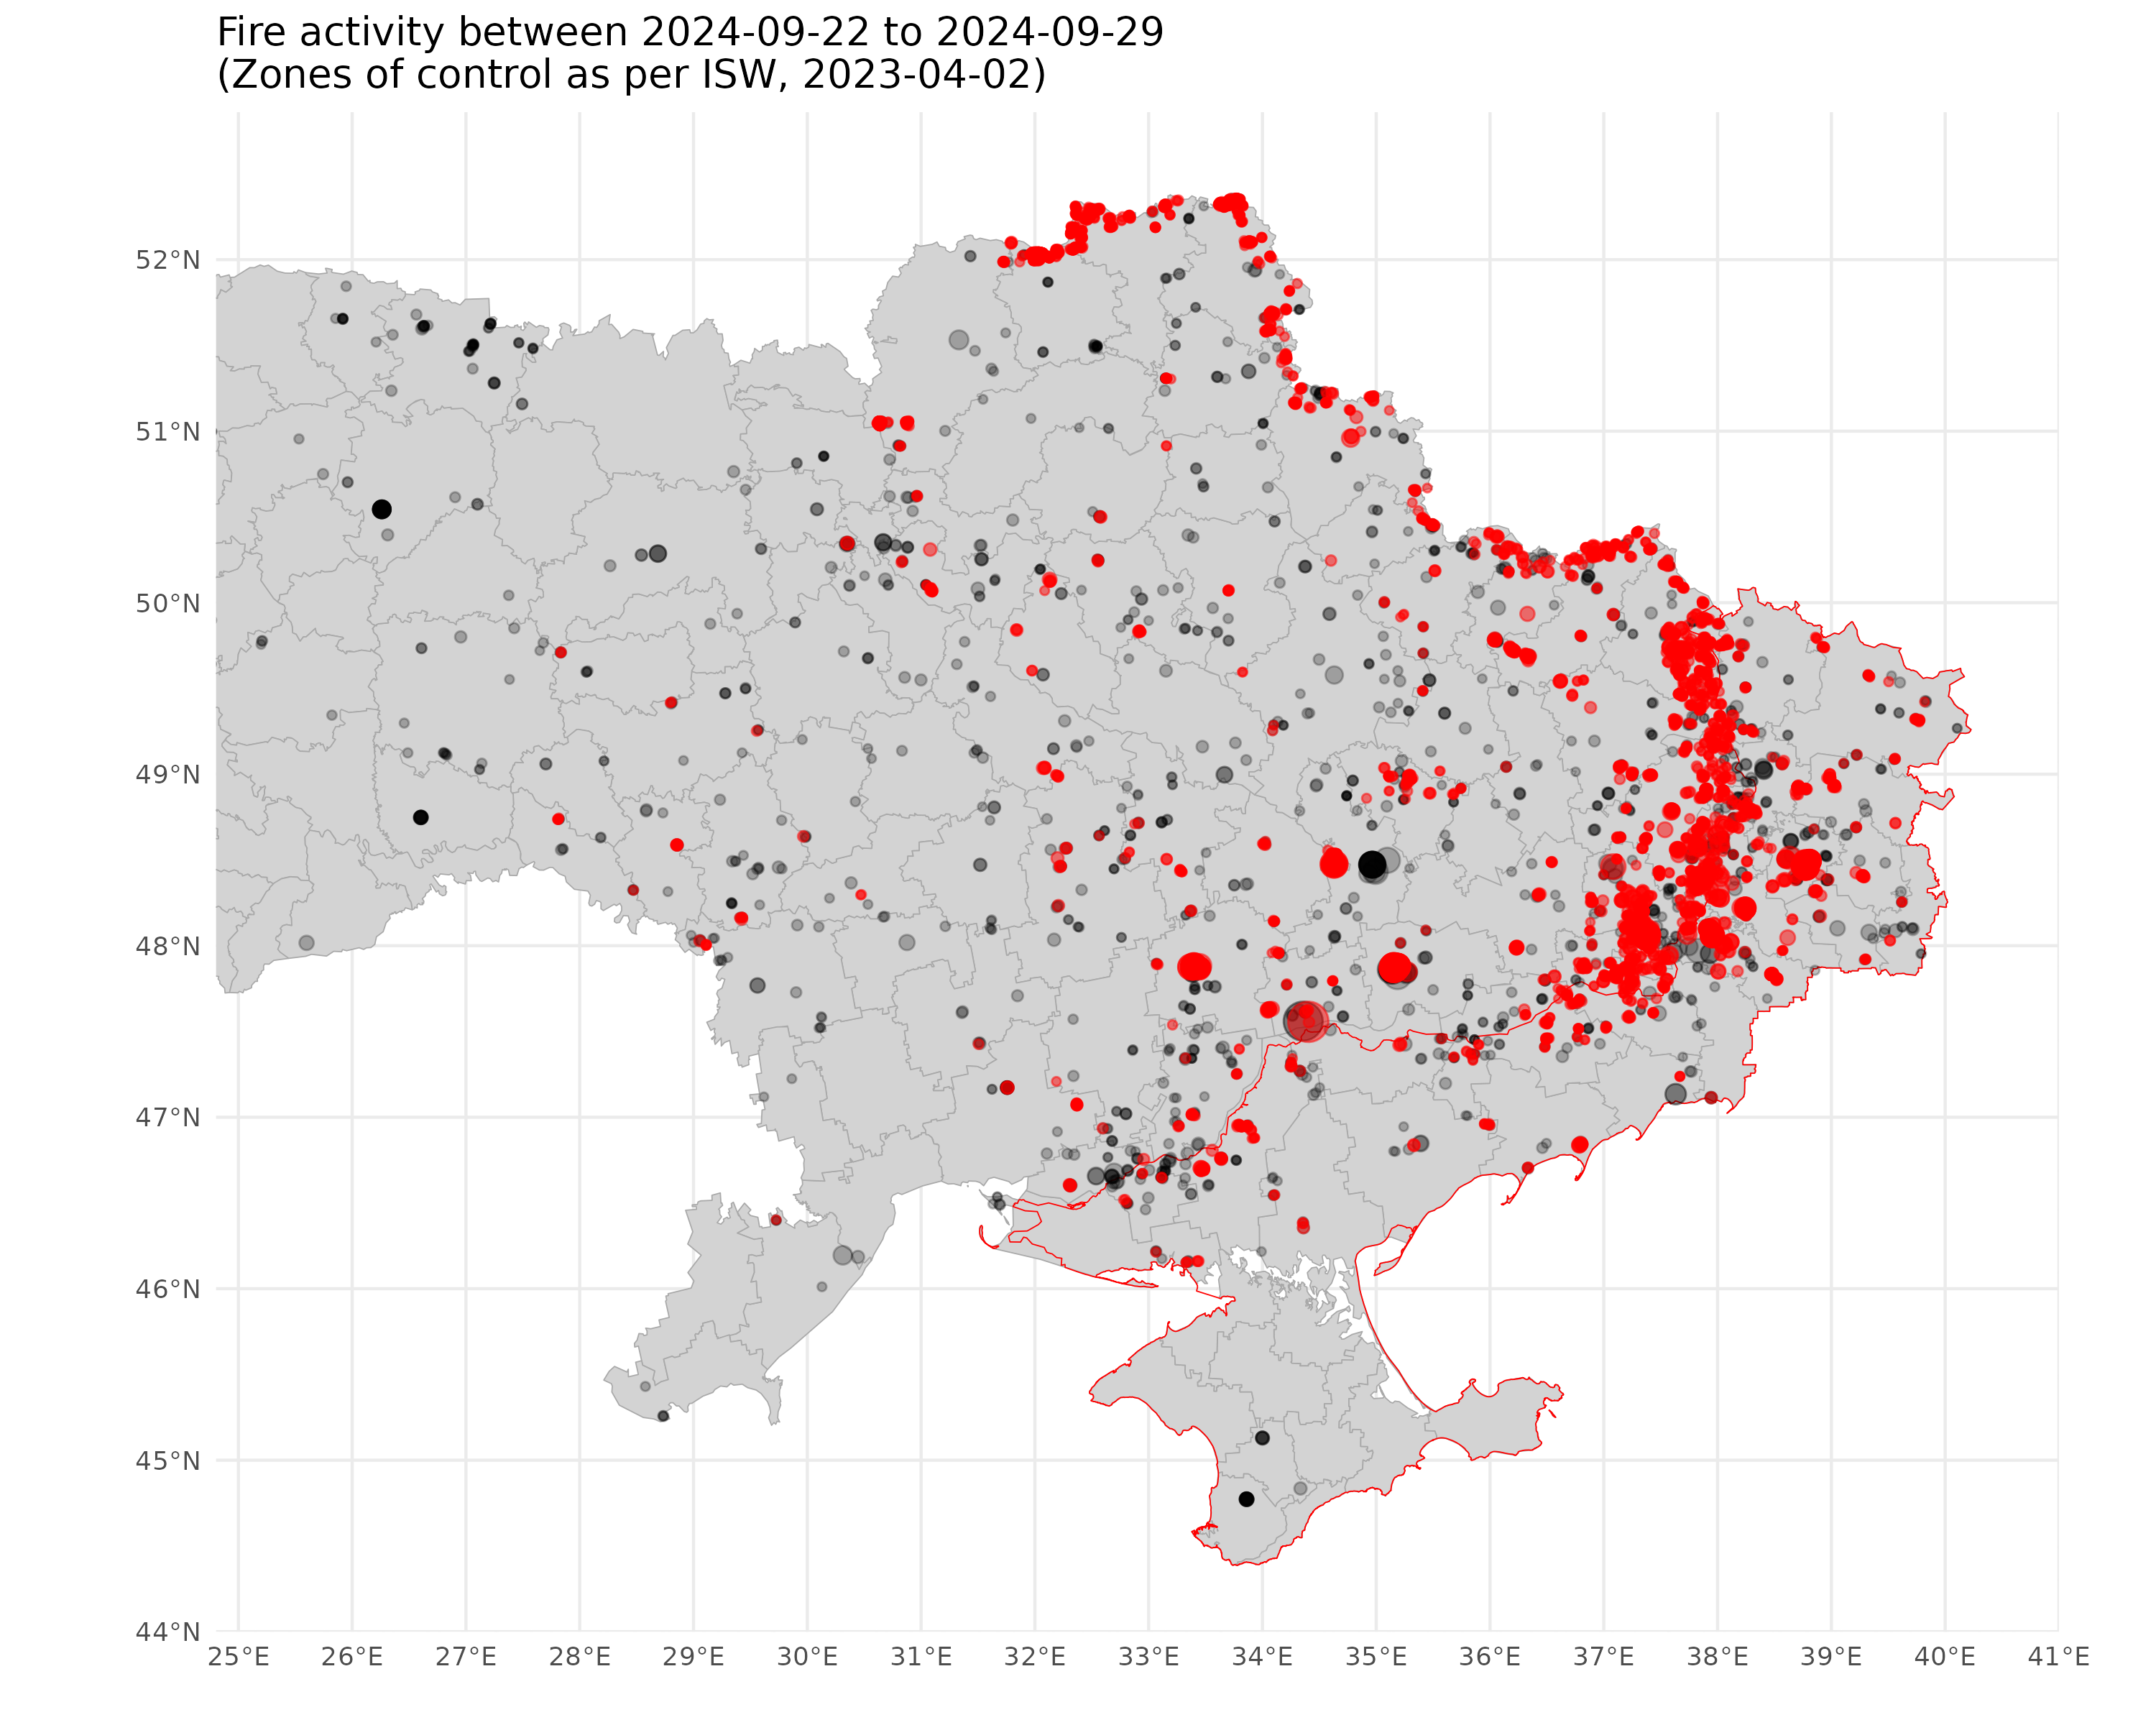 Fire activity between 2024-09-22 to 2024-09-29
(Zones of control as per ISW, 2023-04-02)
52°N
51°N
50°N
49°N
48°N
47°N
46°N
45°N
44°N
25°E 26°E 27°E 28°E 29°E 30°E 31°E 32°E 33°E 34°E 35°E 36°E 37°E 38°E 39°E 40°E 41°E